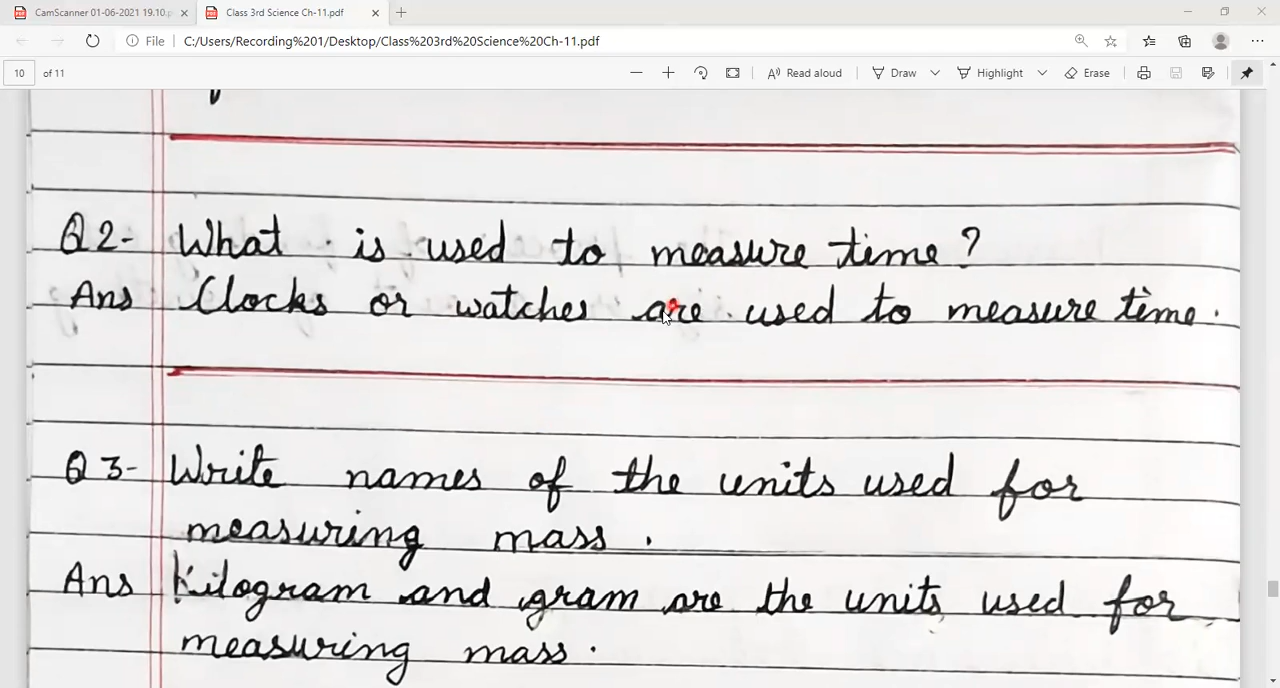 CamScanner 01-06-2021 19.10.p
Class 3rd Science Ch-11.pdf
File
C:/Users/Recording%201/Desktop/Class%203rd%20Science%20Ch-11.pdf
10 of 11
Read aloud
Draw
Highlight
Erase
Q2- What is used to measure time?
Ans Clocks or watches are used to measure time.
Q3- Write names of the units used for
measuring mass.
Ans Kilogram and gram are the units used for
measuring mass.